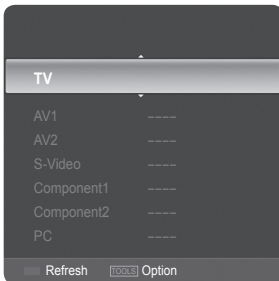 TV
AV1 ----
AV2 ----
S-Video ----
Component1 ----
Component2 ----
PC ----
Refresh TOOLS Option